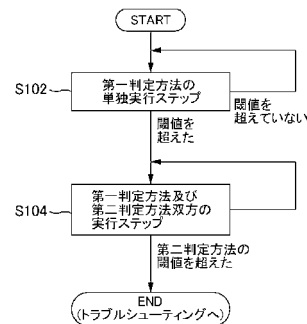 START
S102
第一判定方法の
単独実行ステップ
閾値を
超えていない
閾値を
超えた
S104
第一判定方法及び
第二判定方法双方の
実行ステップ
第二判定方法の
閾値を超えた
END
(トラブルシューティングへ)